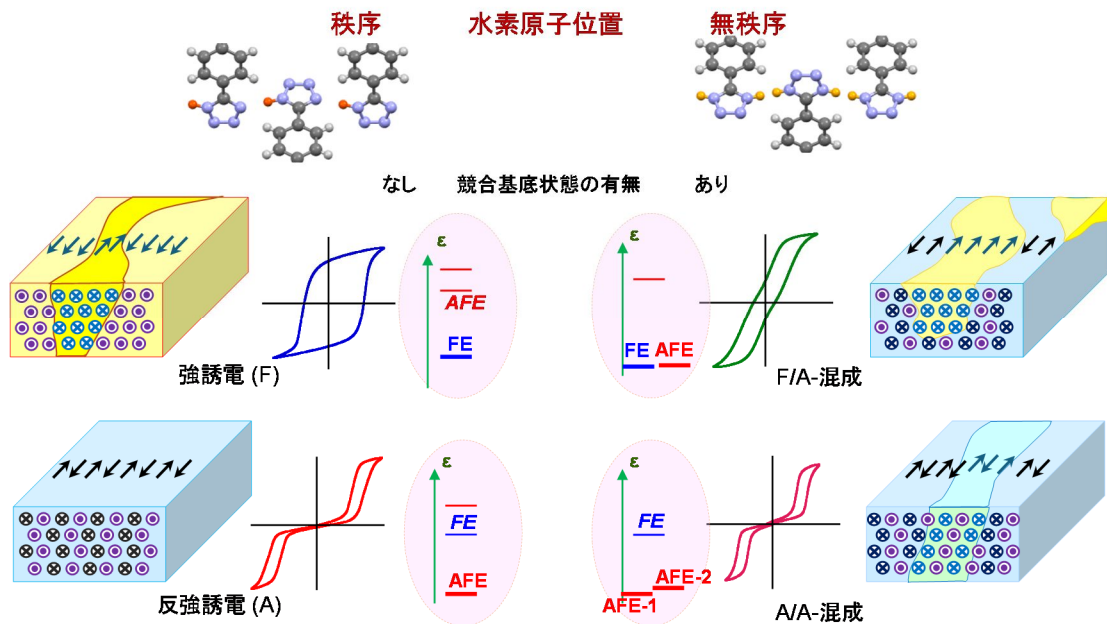 秩序 水素原子位置 無秩序
なし 競合基底状態の有無 あり
ε
AFE
FE
強誘電 (F)
ε
FE AFE
F/A-混成
ε
FE
AFE
反強誘電 (A)
ε
FE
AFE-2
AFE-1
A/A-混成